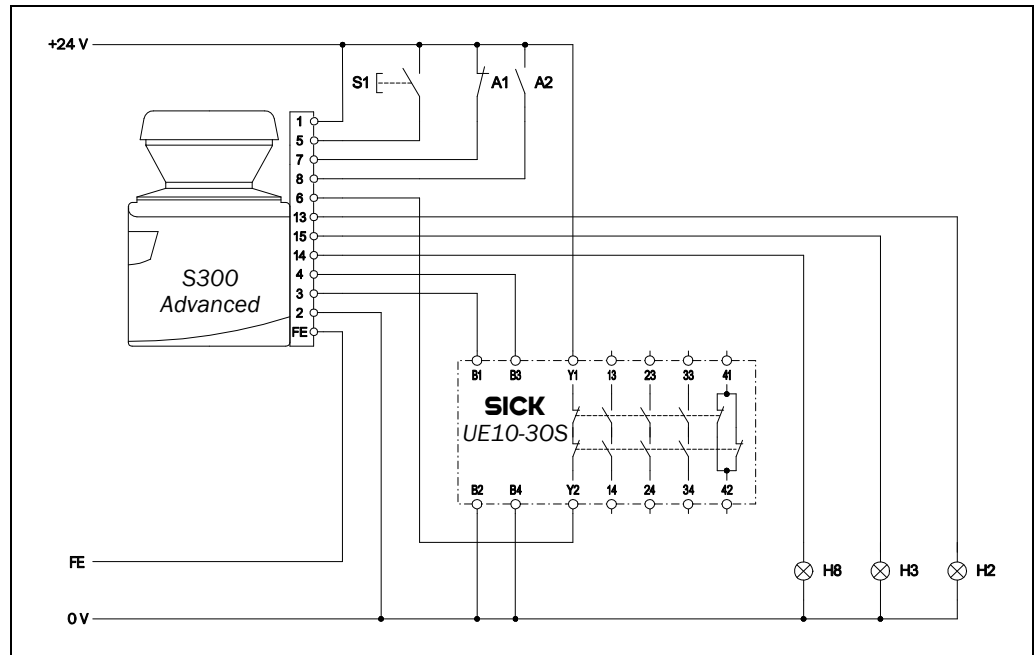 +24 V
S1
A1
A2
1
5
7
8
6
13
15
14
4
3
2
FE
S300
Advanced
B1 B3 Y1 13 23 33 41
SICK
UE10-30S
B2 B4 Y2 14 24 34 42
FE
H8
H3
H2
0 V